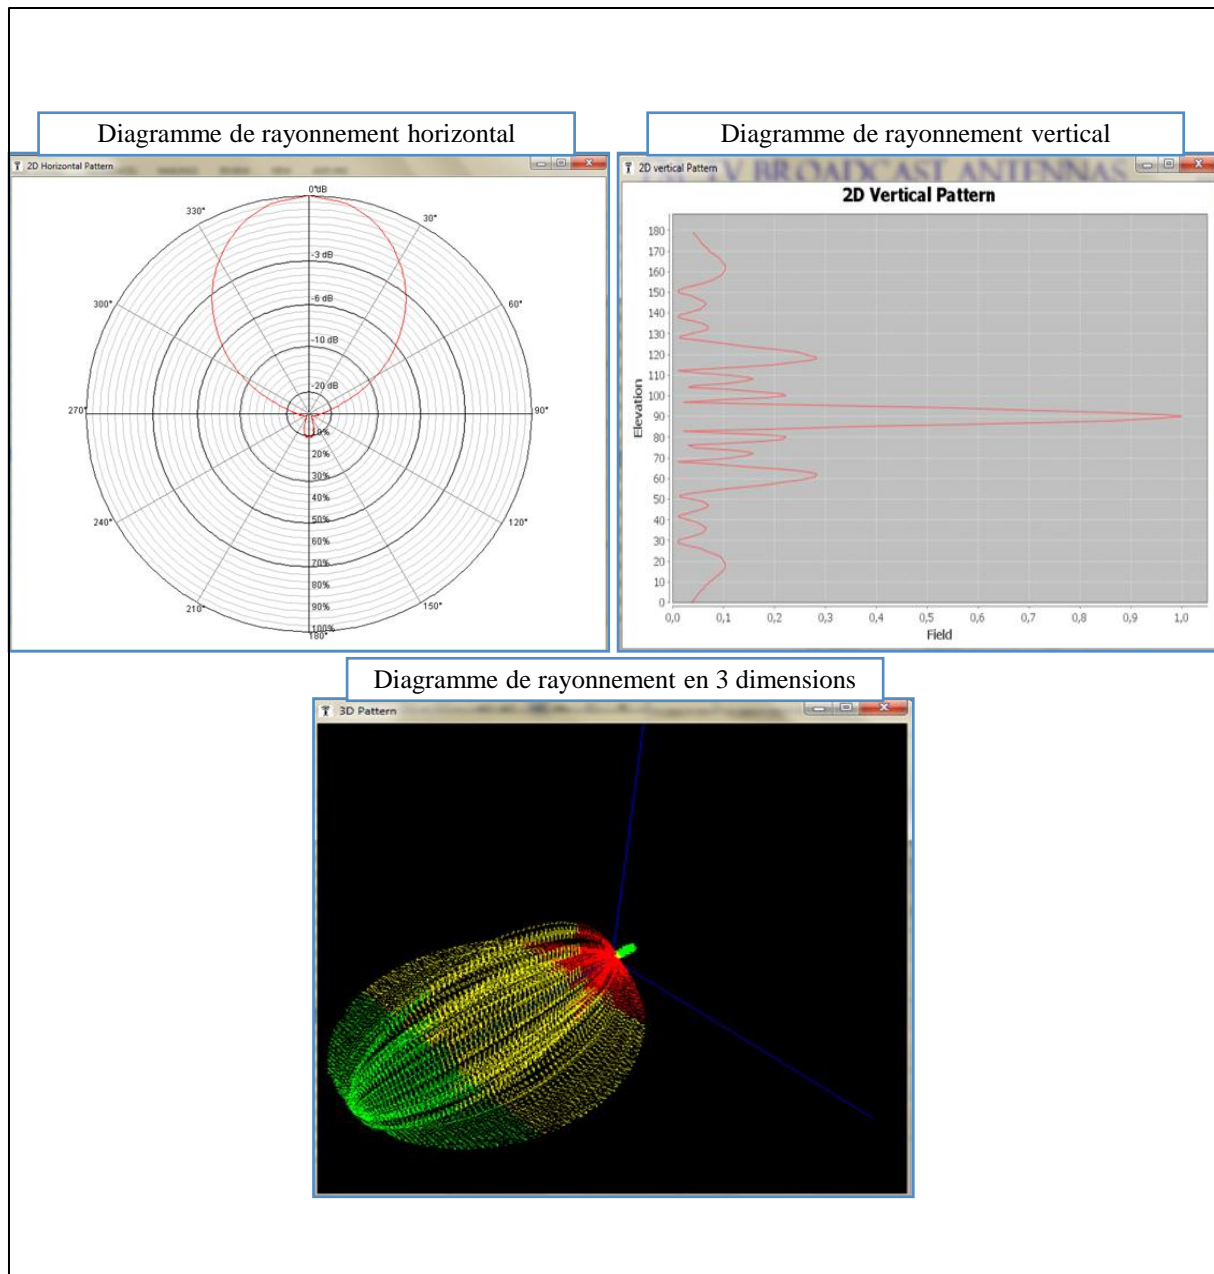 Diagramme de rayonnement horizontal
Diagramme de rayonnement vertical
2D Horizontal Pattern
0°dB
330°
30°
-3 dB
300°
-6 dB
60°
-10 dB
-20 dB
270°
90°
10%
20%
30%
40%
240°
50%
120°
60%
70%
80%
210°
90%
150°
100%
180°
2D vertical Pattern
TV BROADCAST ANTENNAS
2D Vertical Pattern
180
170
160
150
140
130
120
110
100
90
80
70
60
50
40
30
20
10
0
Elevation
0,0 0,1 0,2 0,3 0,4 0,5 0,6 0,7 0,8 0,9 1,0
Field
Diagramme de rayonnement en 3 dimensions
3D Pattern